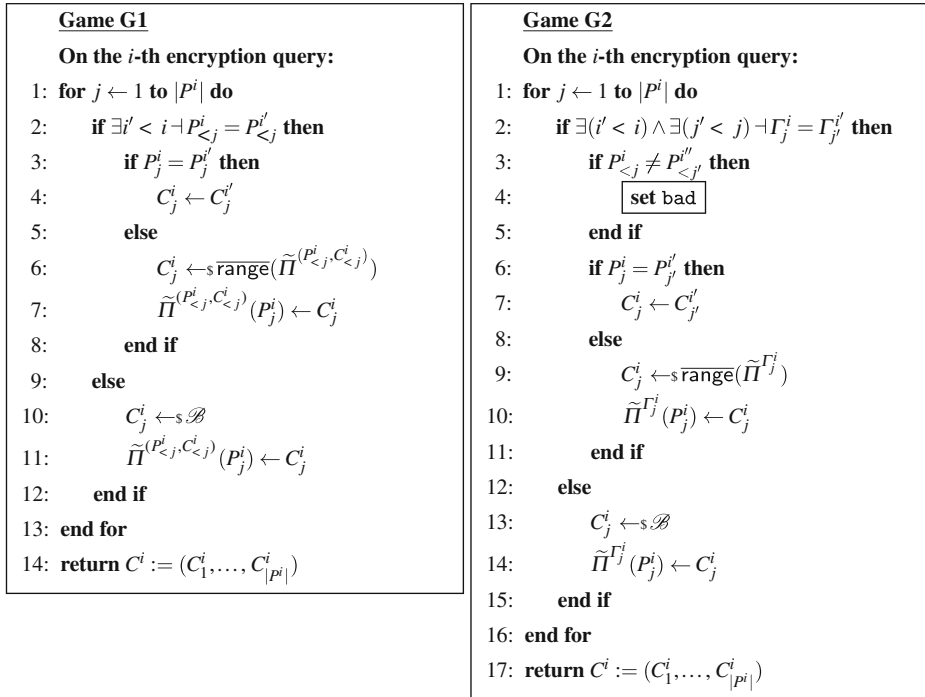 Game G1
On the i-th encryption query:
1: for j ← 1 to |P^i| do
2: if ∃i' < i ⊣ P^i_{<j} = P^{i'}_{<j} then
3: if P^i_j = P^{i'}_j then
4: C^i_j ← C^{i'}_j
5: else
6: C^i_j ←$ \overline{range}(Π̃^{(P^i_{<j}, C^i_{<j})})
7: Π̃^{(P^i_{<j}, C^i_{<j})}(P^i_j) ← C^i_j
8: end if
9: else
10: C^i_j ←$ ℬ
11: Π̃^{(P^i_{<j}, C^i_{<j})}(P^i_j) ← C^i_j
12: end if
13: end for
14: return C^i := (C^i_1, …, C^i_{|P^i|})
Game G2
On the i-th encryption query:
1: for j ← 1 to |P^i| do
2: if ∃(i' < i) ∧ ∃(j' < j) ⊣ Γ^i_j = Γ^{i'}_{j'} then
3: if P^i_{<j} ≠ P^{i''}_{<j'} then
4: set bad
5: end if
6: if P^i_j = P^{i'}_{j'} then
7: C^i_j ← C^{i'}_{j'}
8: else
9: C^i_j ←$ \overline{range}(Π̃^{Γ^i_j})
10: Π̃^{Γ^i_j}(P^i_j) ← C^i_j
11: end if
12: else
13: C^i_j ←$ ℬ
14: Π̃^{Γ^i_j}(P^i_j) ← C^i_j
15: end if
16: end for
17: return C^i := (C^i_1, …, C^i_{|P^i|})